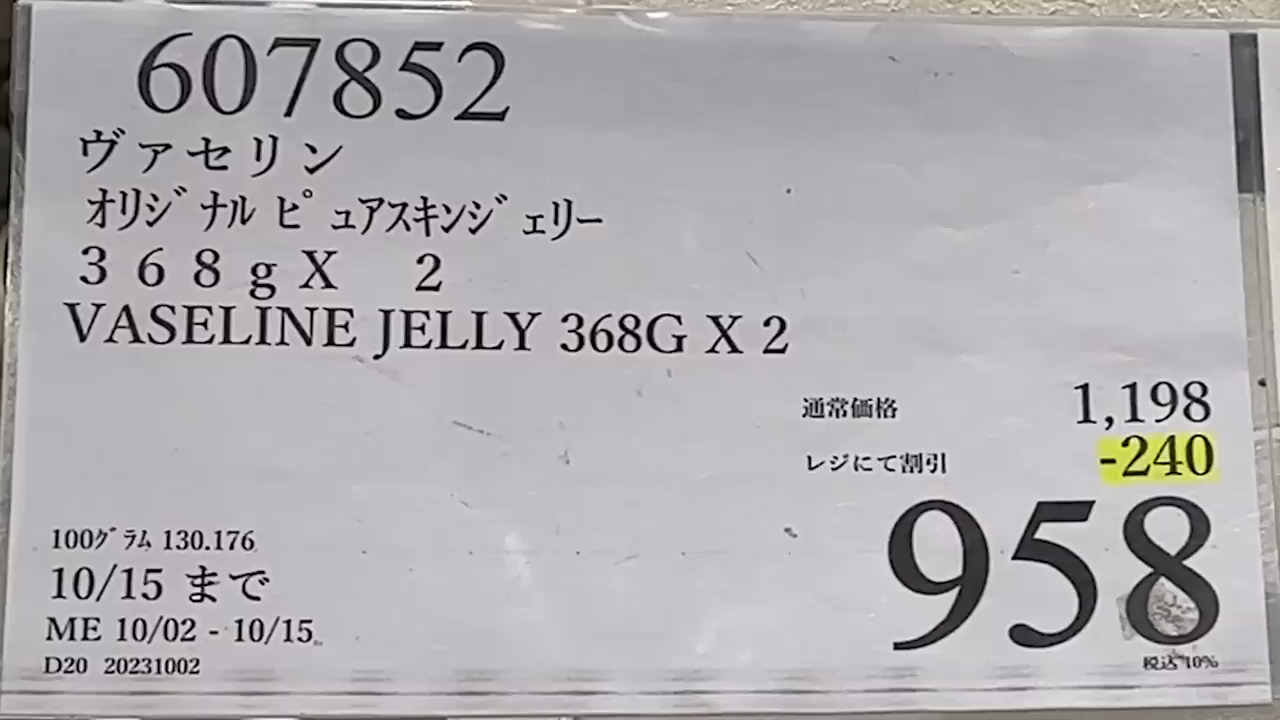 607852
ヴァセリン
オリジナル ピュアスキンジェリー
３６８ｇＸ　２
VASELINE JELLY 368G X 2
通常価格 1,198
レジにて割引 -240
958
税込 10%
100グラム 130.176
10/15 まで
ME 10/02 - 10/15
D20 20231002